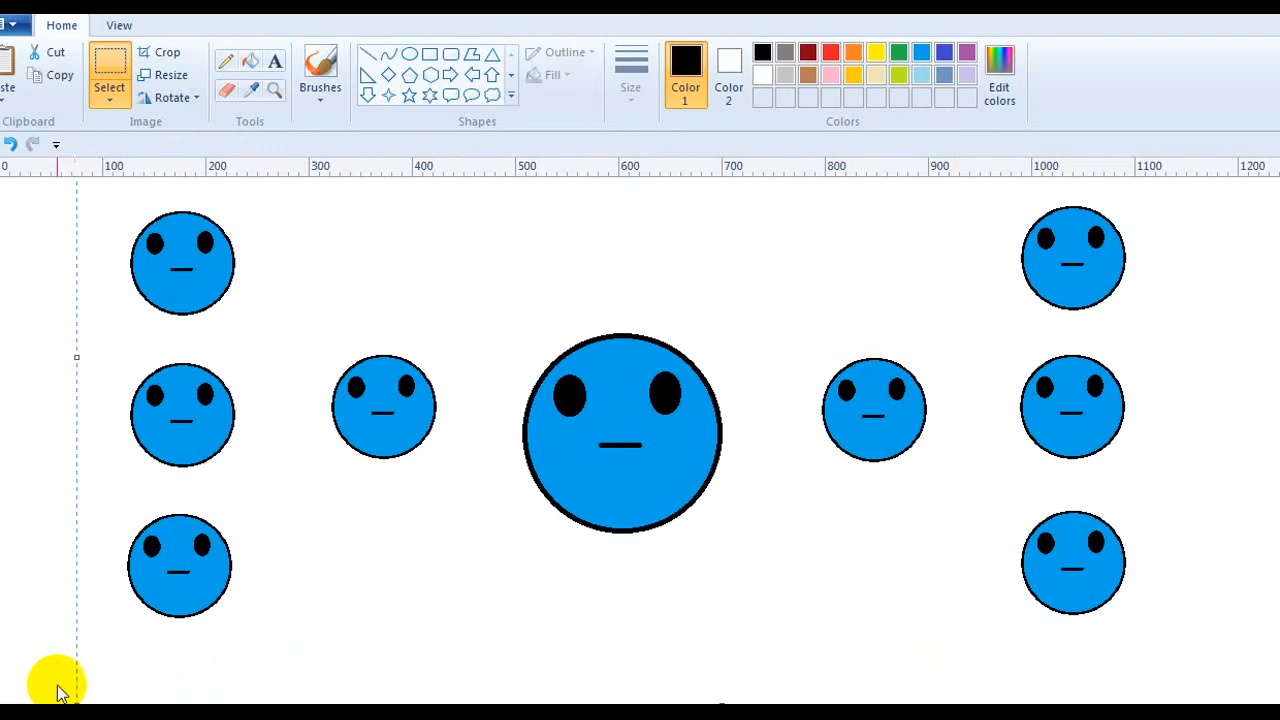 Home View
Cut
Copy
ste
Clipboard
Select
Crop
Resize
Rotate
Image
A
Tools
Brushes
Outline
Fill
Shapes
Size
Color 1
Color 2
Edit colors
Colors
0 100 200 300 400 500 600 700 800 900 1000 1100 1200